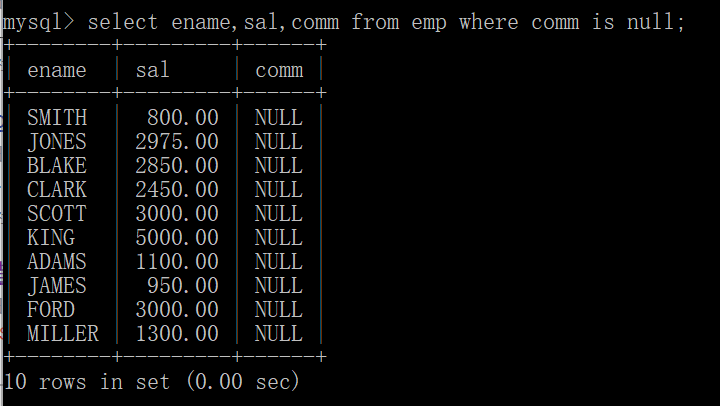 mysql> select ename,sal,comm from emp where comm is null;
+--------+---------+------+
| ename  | sal     | comm |
+--------+---------+------+
| SMITH  |  800.00 | NULL |
| JONES  | 2975.00 | NULL |
| BLAKE  | 2850.00 | NULL |
| CLARK  | 2450.00 | NULL |
| SCOTT  | 3000.00 | NULL |
| KING   | 5000.00 | NULL |
| ADAMS  | 1100.00 | NULL |
| JAMES  |  950.00 | NULL |
| FORD   | 3000.00 | NULL |
| MILLER | 1300.00 | NULL |
+--------+---------+------+
10 rows in set (0.00 sec)